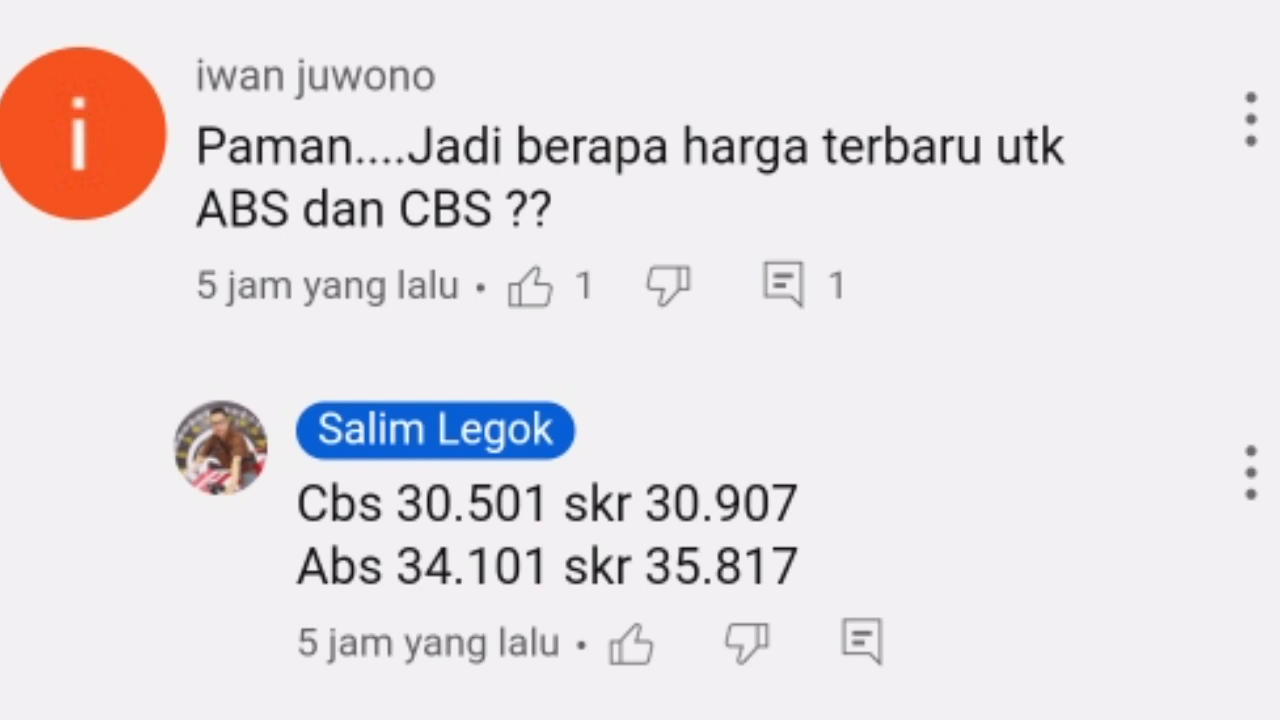 i
iwan juwono
Paman....Jadi berapa harga terbaru utk
ABS dan CBS ??
5 jam yang lalu • 1 1
Salim Legok
Cbs 30.501 skr 30.907
Abs 34.101 skr 35.817
5 jam yang lalu •